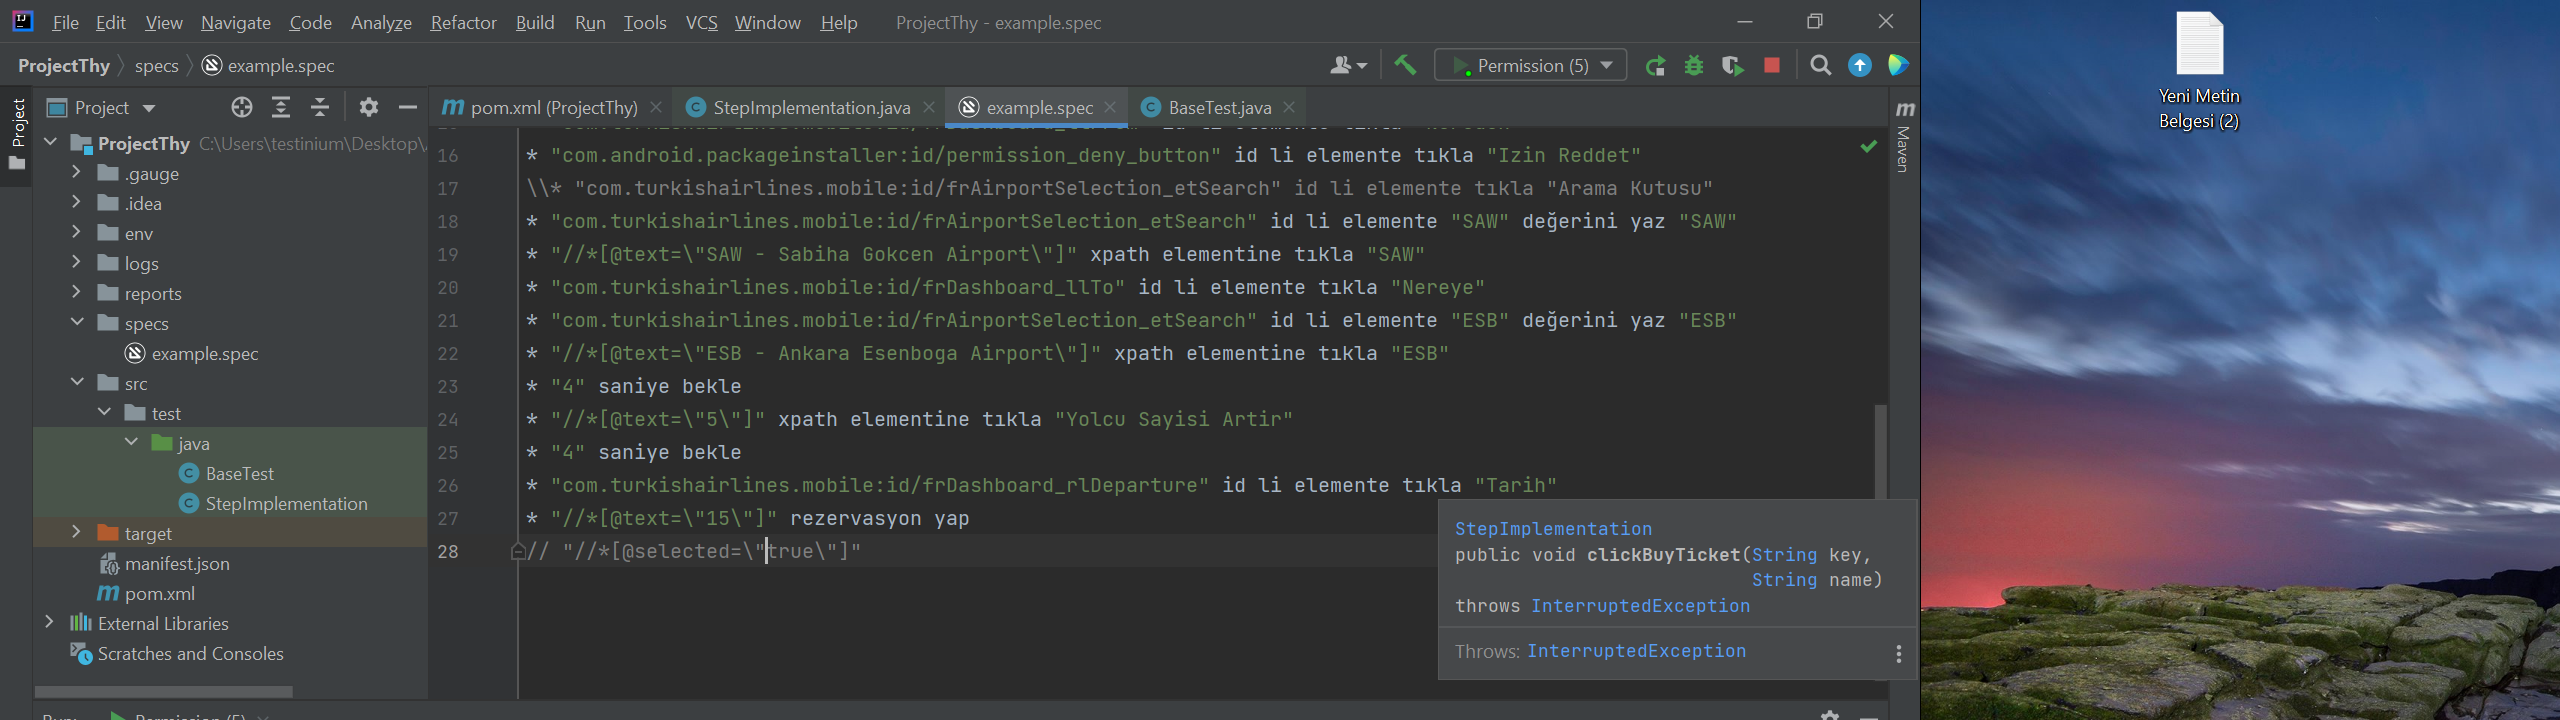 File Edit View Navigate Code Analyze Refactor Build Run Tools VCS Window Help ProjectThy - example.spec
ProjectThy specs example.spec
Permission (5)
Project
Project
pom.xml (ProjectThy) StepImplementation.java example.spec BaseTest.java
Maven
ProjectThy C:\Users\testinium\Desktop\
.gauge
.idea
env
logs
reports
specs
example.spec
src
test
java
BaseTest
StepImplementation
target
manifest.json
pom.xml
External Libraries
Scratches and Consoles
16 * "com.android.packageinstaller:id/permission_deny_button" id li elemente tıkla "Izin Reddet"
17 \\* "com.turkishairlines.mobile:id/frAirportSelection_etSearch" id li elemente tıkla "Arama Kutusu"
18 * "com.turkishairlines.mobile:id/frAirportSelection_etSearch" id li elemente "SAW" değerini yaz "SAW"
19 * "//*[@text=\"SAW - Sabiha Gokcen Airport\"]" xpath elementine tıkla "SAW"
20 * "com.turkishairlines.mobile:id/frDashboard_llTo" id li elemente tıkla "Nereye"
21 * "com.turkishairlines.mobile:id/frAirportSelection_etSearch" id li elemente "ESB" değerini yaz "ESB"
22 * "//*[@text=\"ESB - Ankara Esenboga Airport\"]" xpath elementine tıkla "ESB"
23 * "4" saniye bekle
24 * "//*[@text=\"5\"]" xpath elementine tıkla "Yolcu Sayisi Artir"
25 * "4" saniye bekle
26 * "com.turkishairlines.mobile:id/frDashboard_rlDeparture" id li elemente tıkla "Tarih"
27 * "//*[@text=\"15\"]" rezervasyon yap
28 // "//*[@selected=\"true\"]"
StepImplementation
public void clickBuyTicket(String key,
String name)
throws InterruptedException
Throws: InterruptedException
Yeni Metin
Belgesi (2)